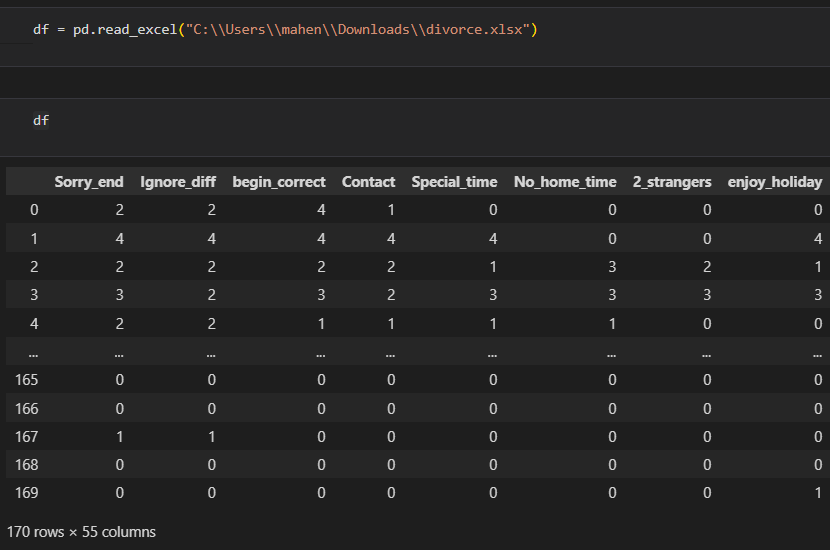 df = pd.read_excel("C:\\Users\\mahen\\Downloads\\divorce.xlsx")
df
Sorry_end Ignore_diff begin_correct Contact Special_time No_home_time 2_strangers enjoy_holiday
0 2 2 4 1 0 0 0 0
1 4 4 4 4 4 0 0 4
2 2 2 2 2 1 3 2 1
3 3 2 3 2 3 3 3 3
4 2 2 1 1 1 1 0 0
... ... ... ... ... ... ... ... ...
165 0 0 0 0 0 0 0 0
166 0 0 0 0 0 0 0 0
167 1 1 0 0 0 0 0 0
168 0 0 0 0 0 0 0 0
169 0 0 0 0 0 0 0 1
170 rows × 55 columns